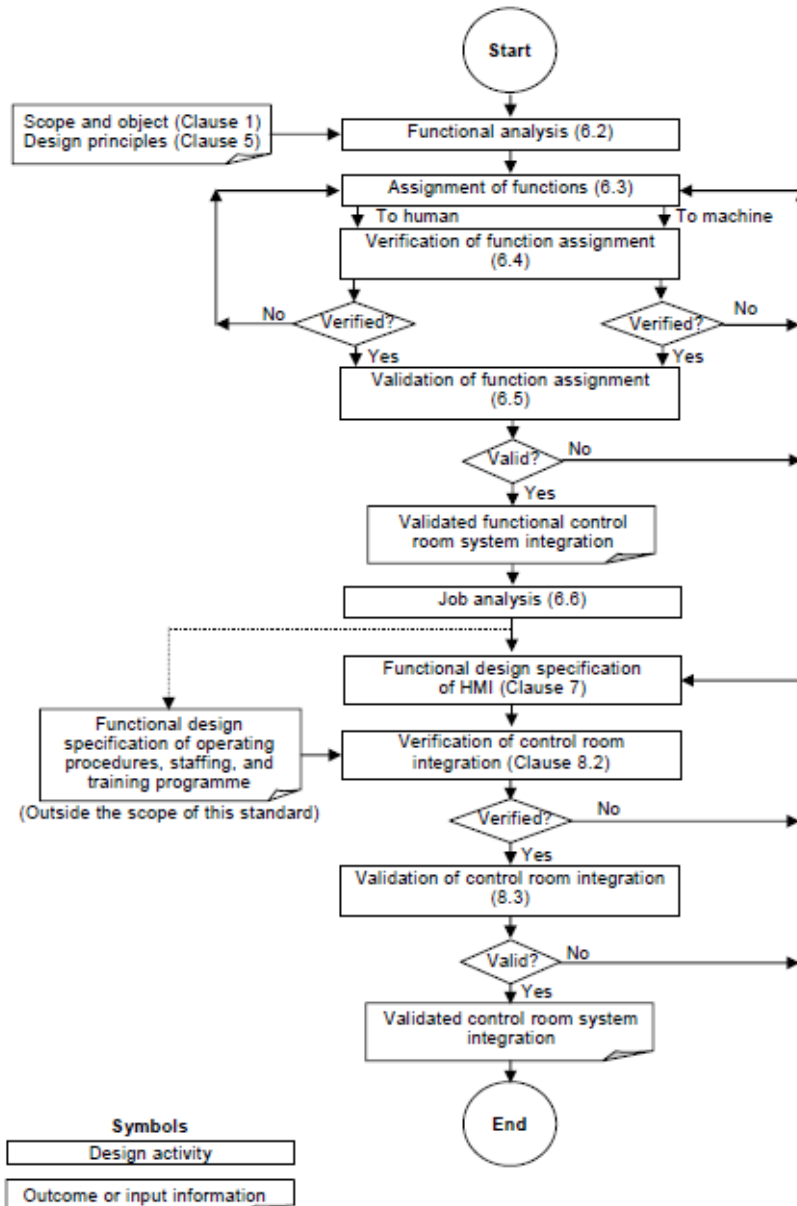 Start
Scope and object (Clause 1)
Design principles (Clause 5)
Functional analysis (6.2)
Assignment of functions (6.3)
To human
To machine
Verification of function assignment
(6.4)
No
Verified?
Verified?
No
Yes
Yes
Validation of function assignment
(6.5)
Valid?
No
Yes
Validated functional control
room system integration
Job analysis (6.6)
Functional design specification
of HMI (Clause 7)
Functional design
specification of operating
procedures, staffing, and
training programme
(Outside the scope of this standard)
Verification of control room
integration (Clause 8.2)
Verified?
No
Yes
Validation of control room integration
(8.3)
Valid?
No
Yes
Validated control room system
integration
End
Symbols
Design activity
Outcome or input information